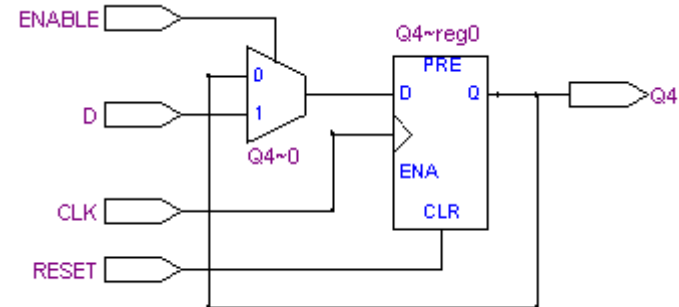 ENABLE
Q4~reg0
PRE
0
D
Q
Q4
D
1
Q4~0
ENA
CLK
CLR
RESET